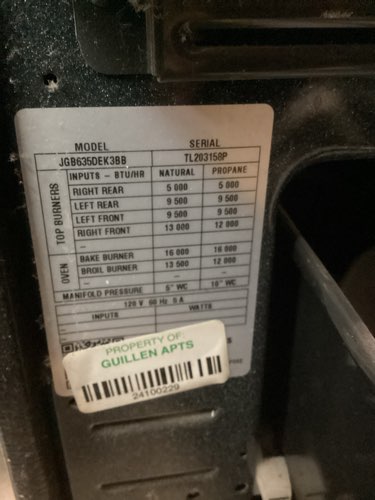 MODEL SERIAL
JGB635DEK3BB TL203150P
TOP BURNERS INPUTS - BTU/HR NATURAL PROPANE
RIGHT REAR 5 000 5 000
LEFT REAR 9 500 9 500
LEFT FRONT 9 500 9 500
RIGHT FRONT 13 000 12 000
– – –
OVEN BAKE BURNER 16 000 16 000
BROIL BURNER 13 500 12 000
– – –
MANIFOLD PRESSURE 5" WC 10" WC
120 V 60 Hz 5 A
INPUTS WATTS
PROPERTY OF:
GUILLEN APTS
24100229